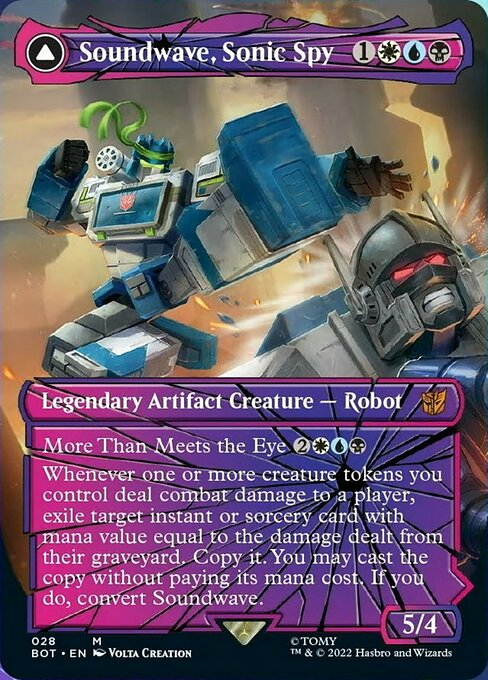 Soundwave, Sonic Spy 1
Legendary Artifact Creature — Robot
More Than Meets the Eye 2
Whenever one or more creature tokens you
control deal combat damage to a player,
exile target instant or sorcery card with
mana value equal to the damage dealt from
their graveyard. Copy it. You may cast the
copy without paying its mana cost. If you
do, convert Soundwave.
5/4
028 M
BOT • EN VOLTA CREATION
© TOMY
™ & © 2022 Hasbro and Wizards